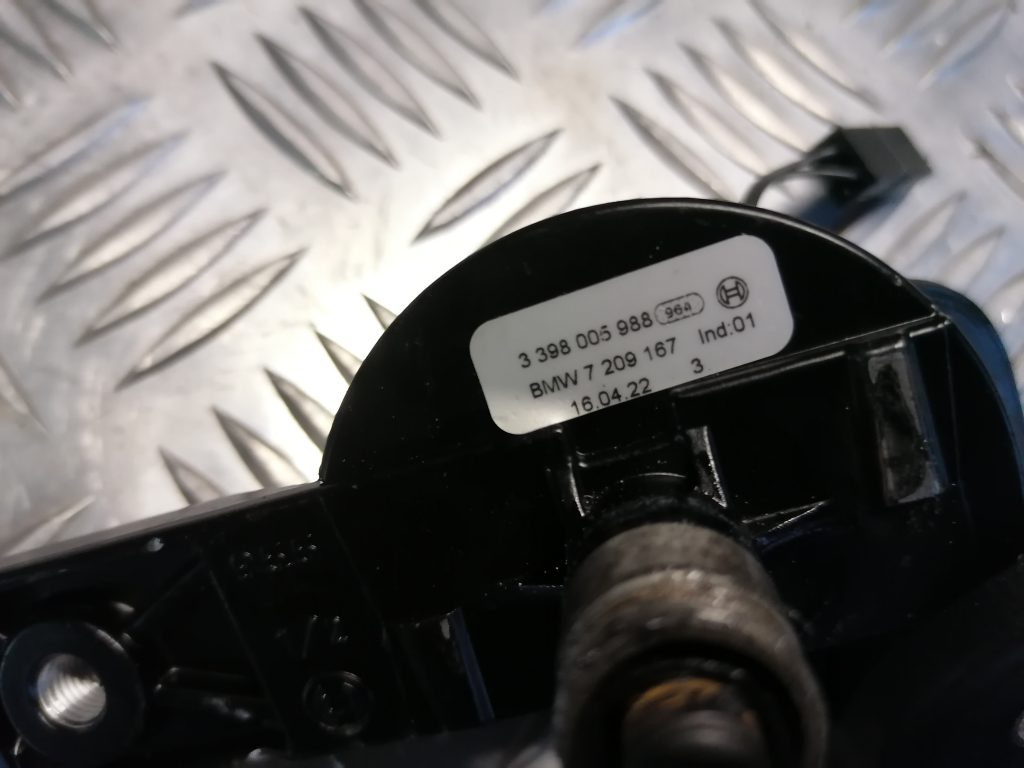 3 398 005 988 96A
BMW 7 209 167 Ind:01
16.04.22 3